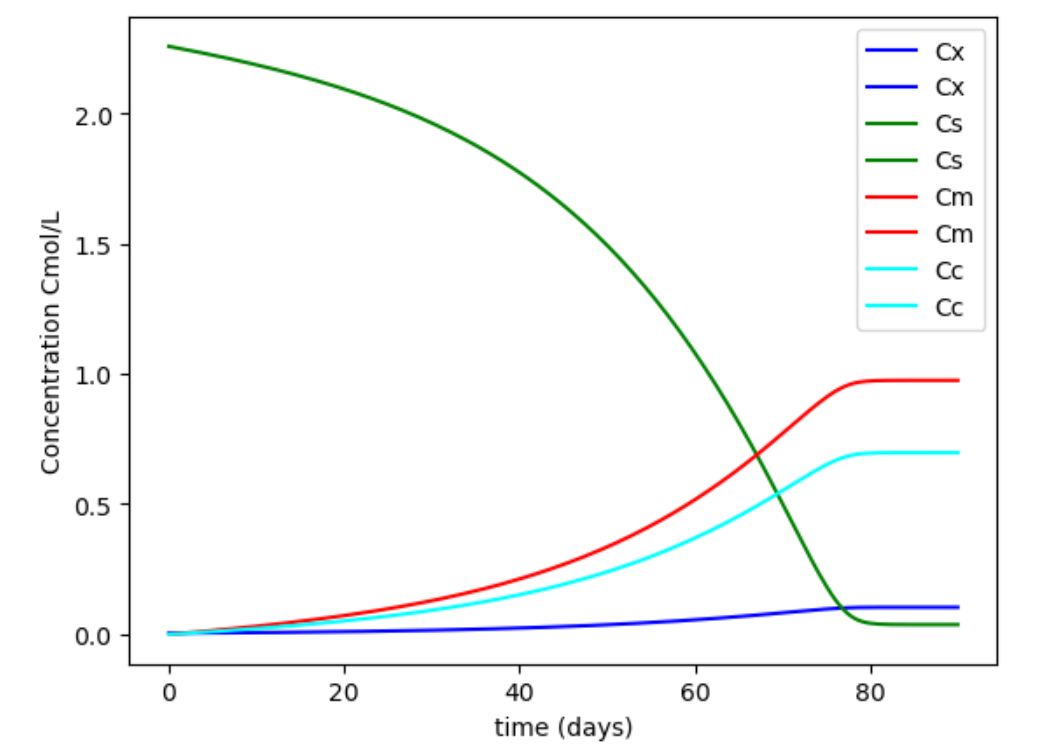 Cx
Cx
Cs
Cs
Cm
Cm
Cc
Cc
2.0
1.5
1.0
0.5
0.0
Concentration Cmol/L
0 20 40 60 80
time (days)